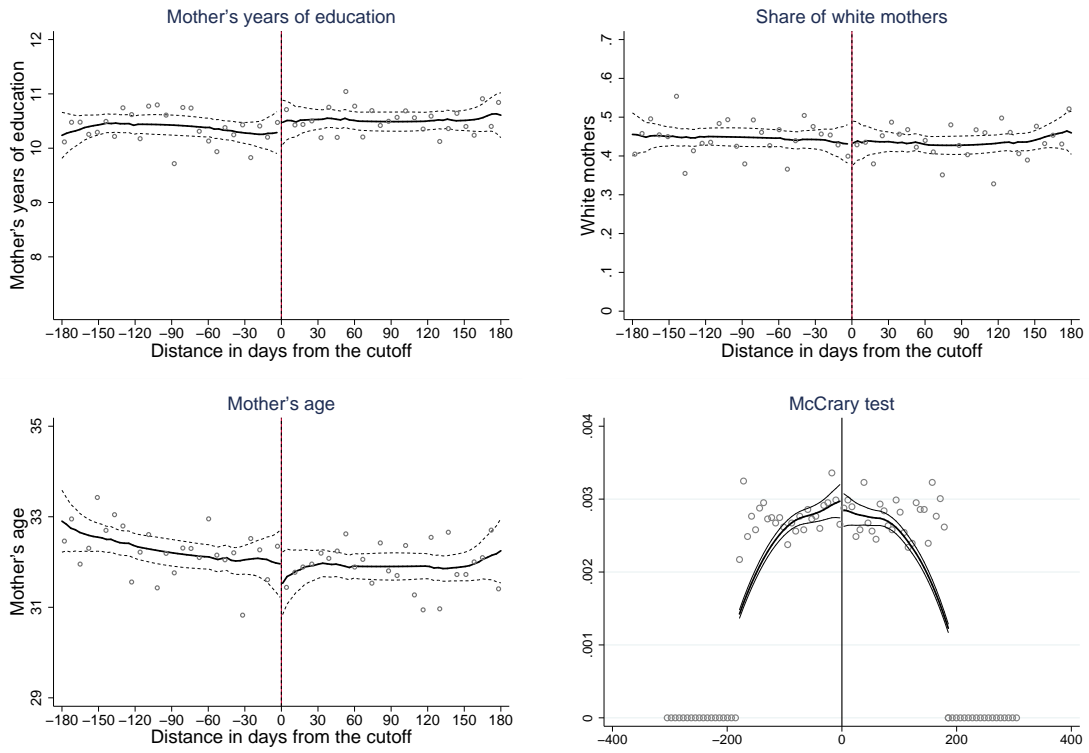 Mother's years of education
Mother's years of education
12
11
10
9
8
−180 −150 −120 −90 −60 −30 0 30 60 90 120 150 180
Distance in days from the cutoff
Share of white mothers
White mothers
.7
.6
.5
.4
.3
.2
.1
0
−180 −150 −120 −90 −60 −30 0 30 60 90 120 150 180
Distance in days from the cutoff
Mother's age
Mother's age
35
33
31
29
−180 −150 −120 −90 −60 −30 0 30 60 90 120 150 180
Distance in days from the cutoff
McCrary test
.004
.003
.002
.001
0
−400 −200 0 200 400